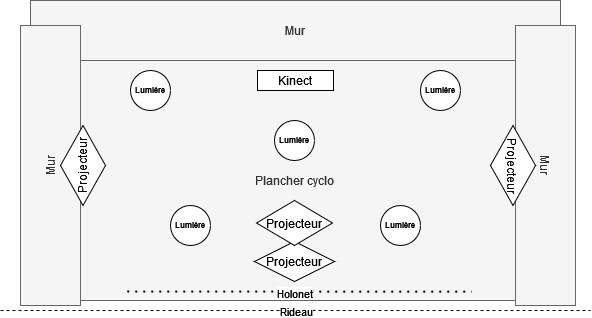 Mur
Kinect
Lumière
Lumière
Lumière
Mur
Projecteur
Projecteur
Mur
Plancher cyclo
Lumière
Projecteur
Lumière
Projecteur
Holonet
Rideau